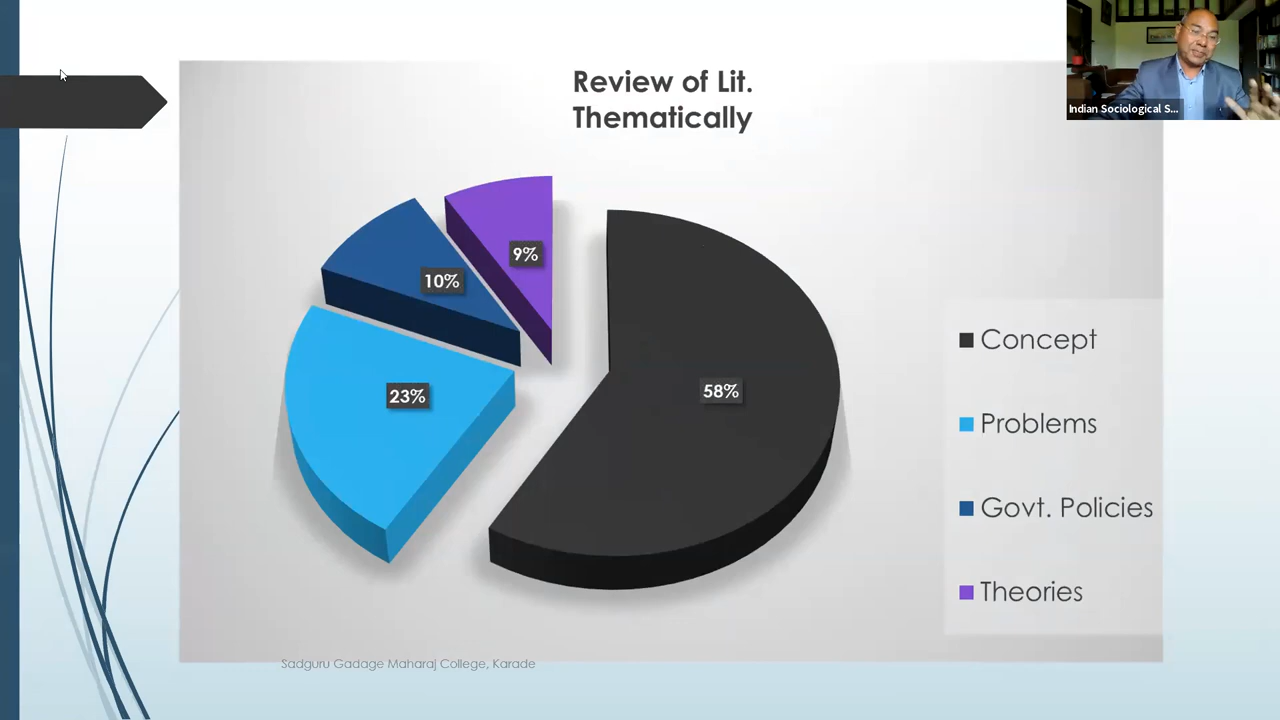 Review of Lit.
Thematically
Indian Sociological S...
9%
10%
23%
58%
Concept
Problems
Govt. Policies
Theories
Sadguru Gadage Maharaj College, Karade